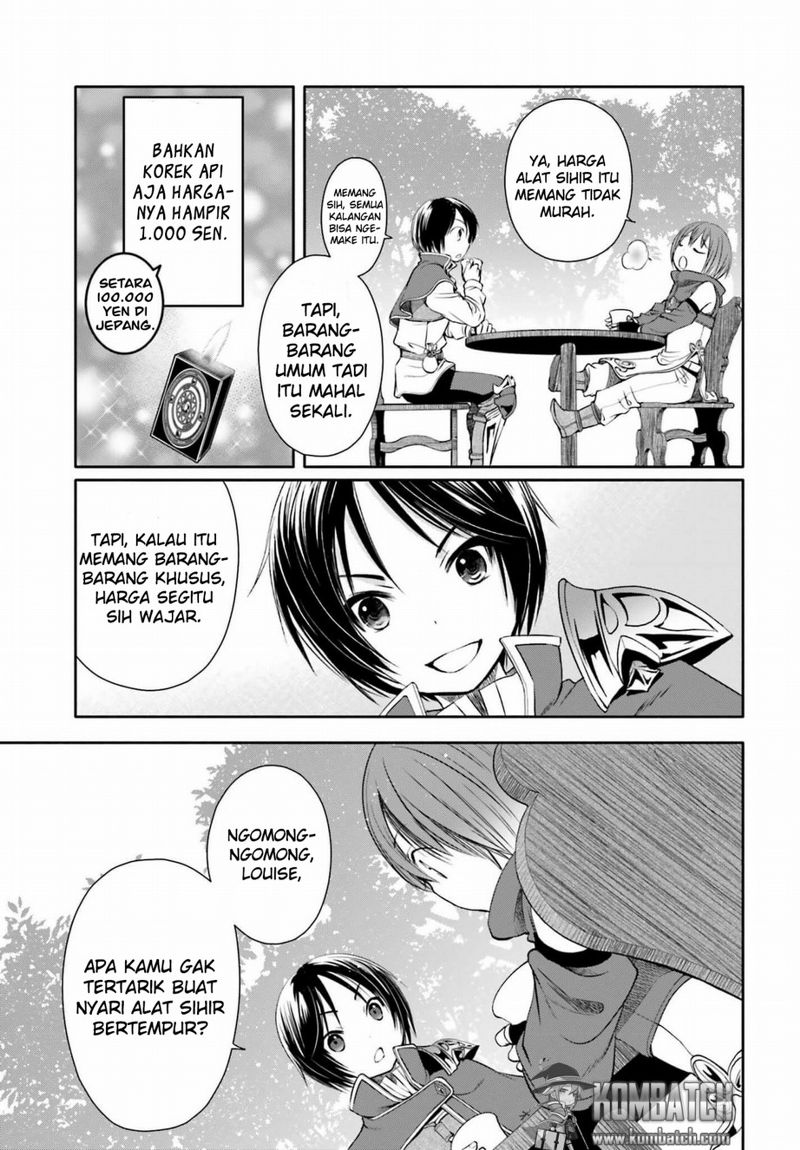 YA, HARGA
ALAT SIHIR ITU
MEMANG TIDAK
MURAH.
MEMANG
SIH, SEMUA
KALANGAN
BISA NGE-
MAKE ITU.
TAPI,
BARANG-
BARANG
UMUM TADI
ITU MAHAL
SEKALI.
BAHKAN
KOREK API
AJA HARGA-
NYA HAMPIR
1.000 SEN.
SETARA
100.000
YEN DI
JEPANG.
TAPI, KALAU ITU
MEMANG BARANG-
BARANG KHUSUS,
HARGA SEGITU
SIH WAJAR.
NGOMONG-
NGOMONG,
LOUISE,
APA KAMU GAK
TERTARIK BUAT
NYARI ALAT SIHIR
BERTEMPUR?
KOMBATCH
www.kombatch.com